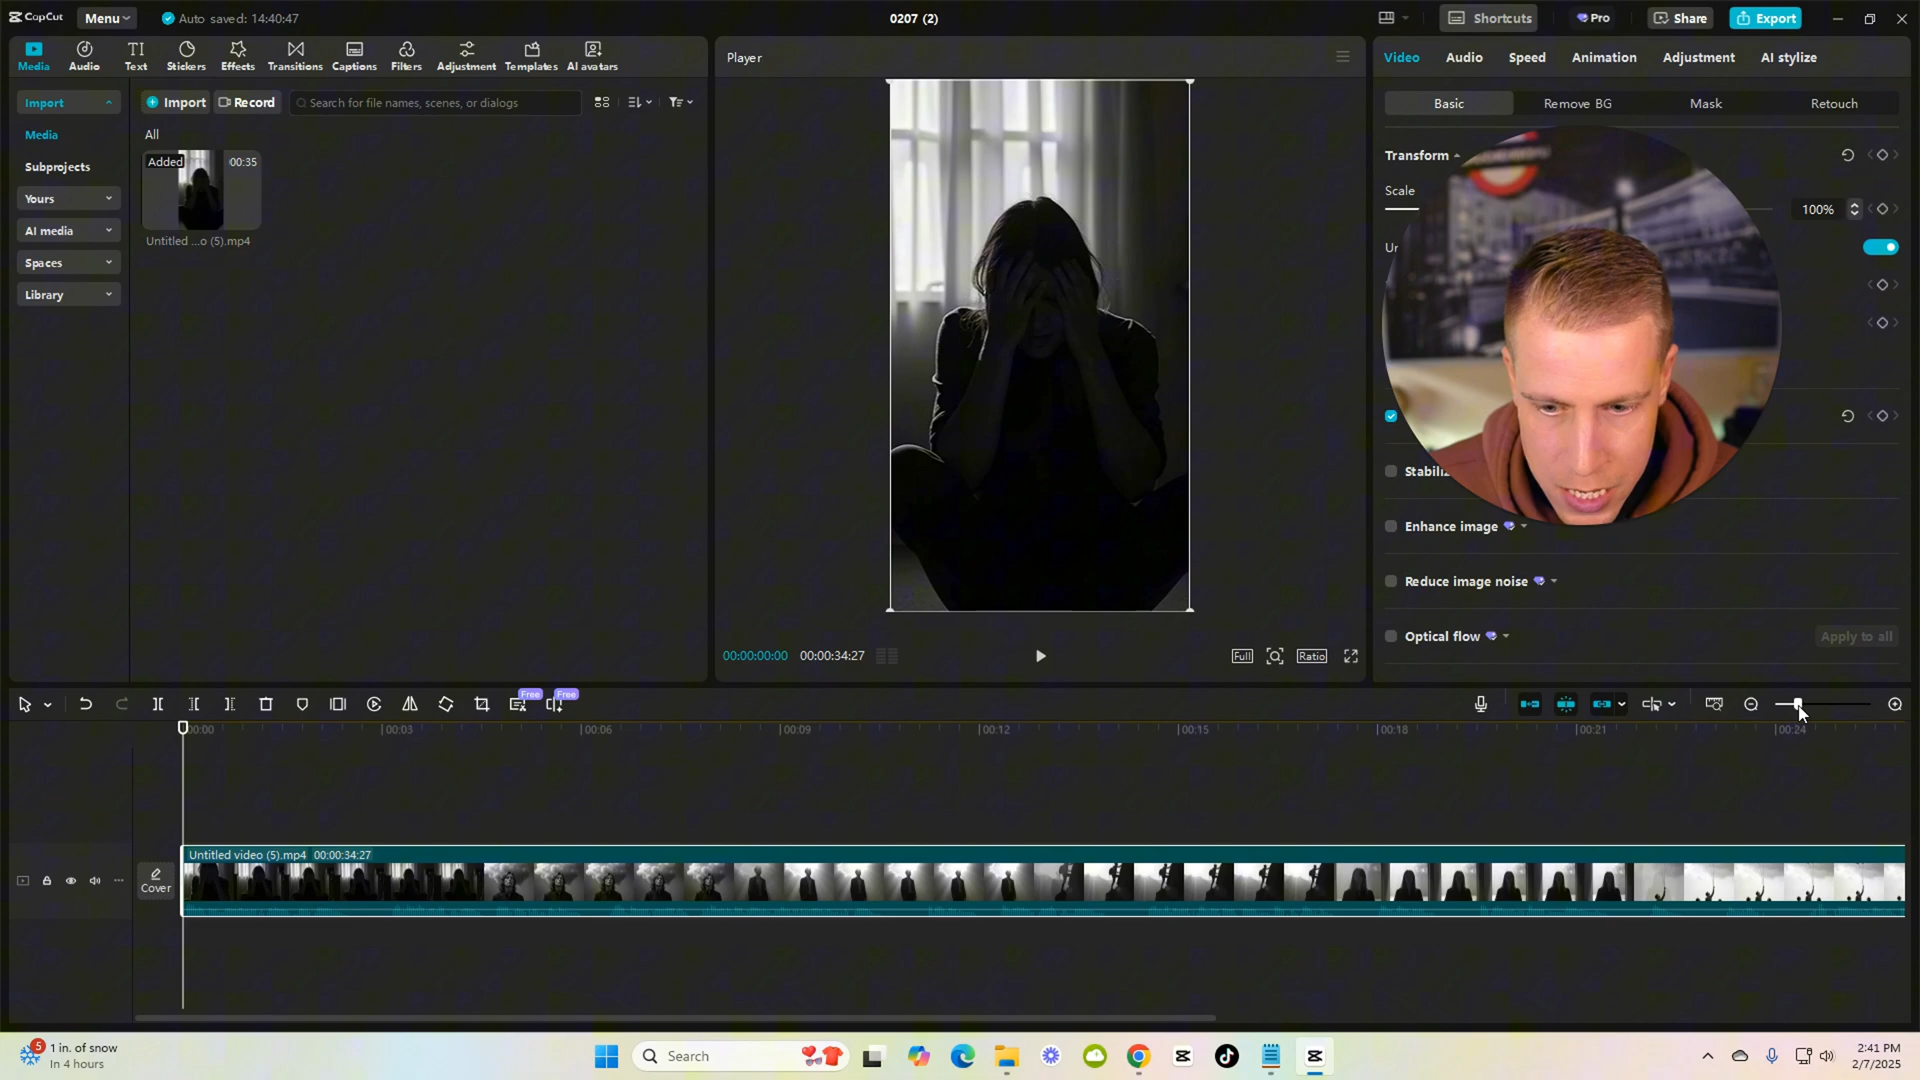 CapCut
Menu
Auto saved: 14:40:47
0207 (2)
Shortcuts
Pro
Share
Export
Media
Audio
Text
Stickers
Effects
Transitions
Captions
Filters
Adjustment
Templates
AI avatars
Player
Video
Audio
Speed
Animation
Adjustment
AI stylize
Import
Import
Record
Search for file names, scenes, or dialogs
Basic
Remove BG
Mask
Retouch
Media
All
Subprojects
Added
00:35
Transform
Yours
Scale
100%
AI media
Untitled ...o (5).mp4
Spaces
Library
Enhance image
Reduce image noise
Optical flow
Apply to all
00:00:00:00
00:00:34:27
Full
Ratio
Free
Free
00:00
00:03
00:06
00:09
00:12
00:15
00:18
00:21
00:24
Untitled video (5).mp4 00:00:34:27
Cover
5
1 in. of snow
In 4 hours
Search
2:41 PM
2/7/2025